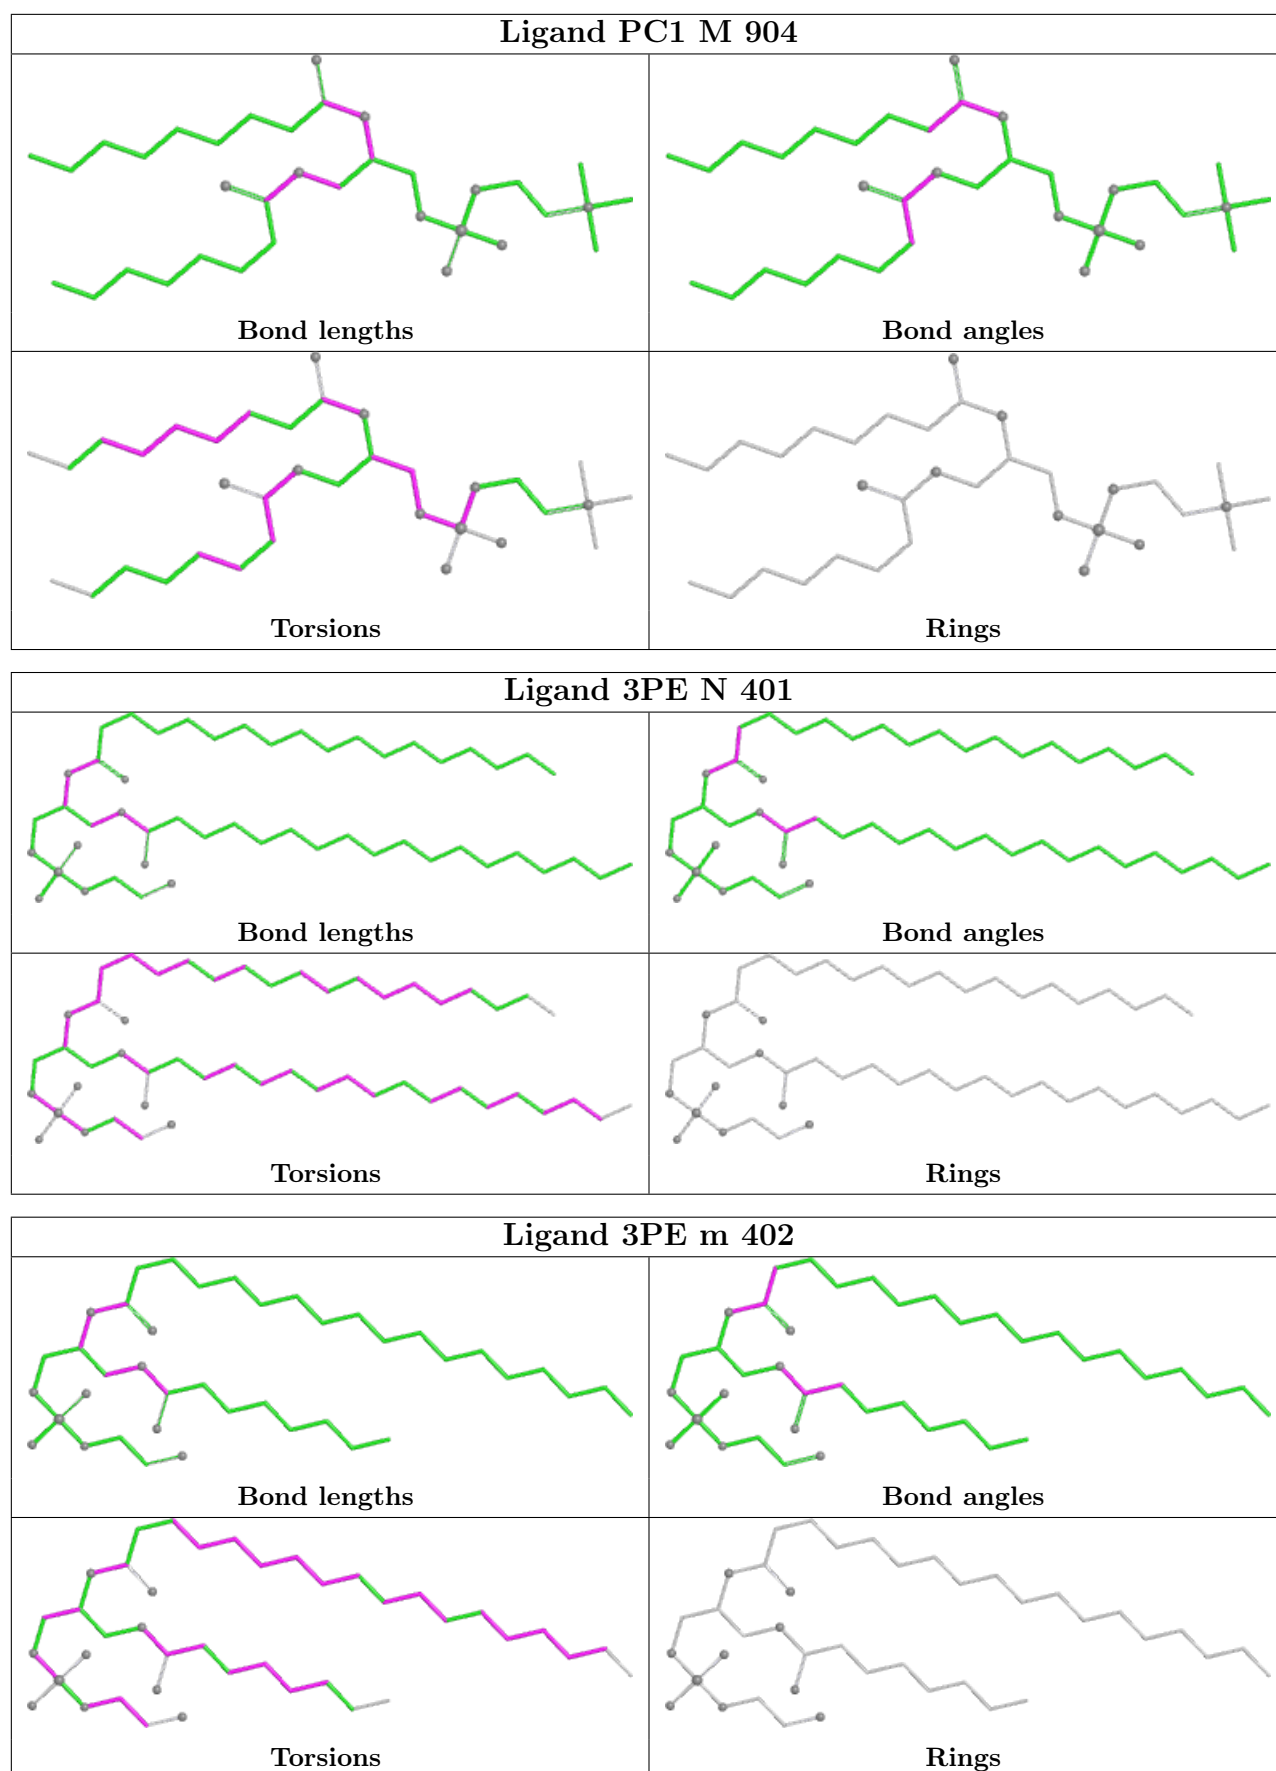 Ligand PC1 M 904
Bond lengths
Bond angles
Torsions
Rings
Ligand 3PE N 401
Bond lengths
Bond angles
Torsions
Rings
Ligand 3PE m 402
Bond lengths
Bond angles
Torsions
Rings